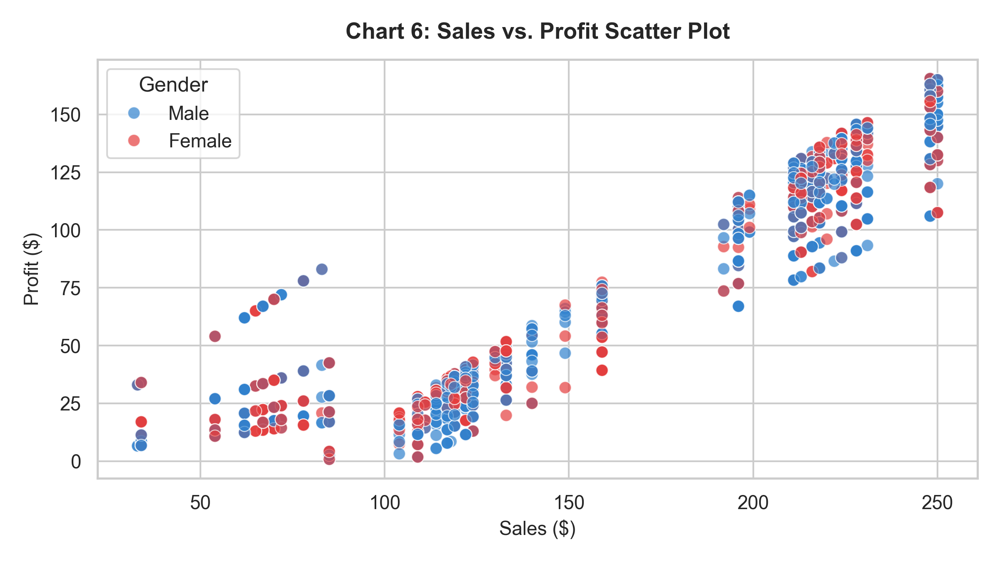 Chart 6: Sales vs. Profit Scatter Plot
Gender
Male
Female
150
125
100
75
50
25
0
Profit ($)
50 100 150 200 250
Sales ($)